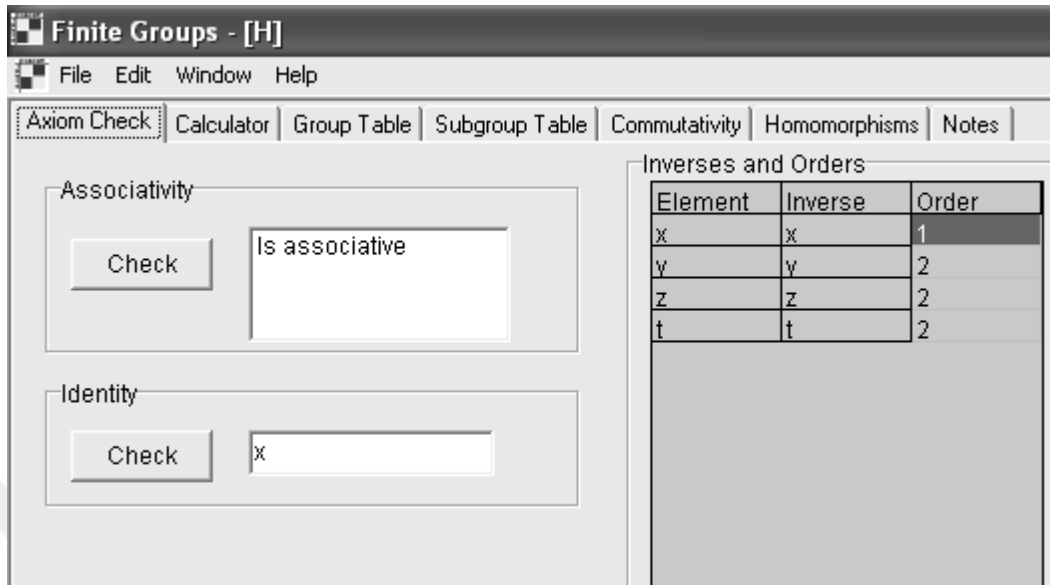 Finite Groups - [H]
File Edit Window Help
Axiom Check Calculator Group Table Subgroup Table Commutativity Homomorphisms Notes
Associativity
Check
Is associative
Identity
Check
x
Inverses and Orders
Element Inverse Order
x x 1
y y 2
z z 2
t t 2